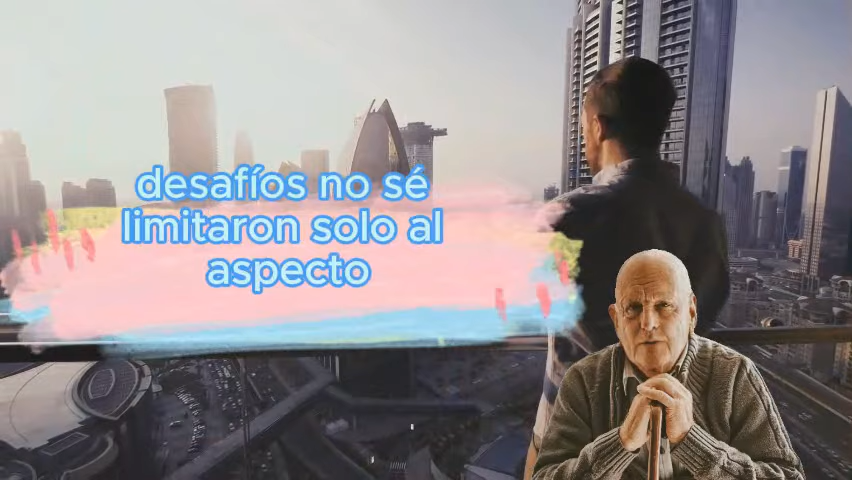 desafíos no sé
limitaron solo al
aspecto